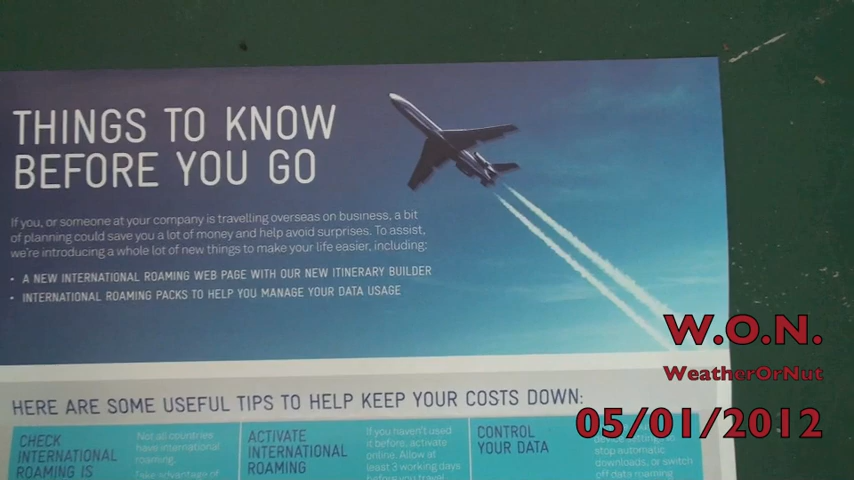 THINGS TO KNOW
BEFORE YOU GO
If you, or someone at your company is travelling overseas on business, a bit
of planning could save you a lot of money and help avoid surprises. To assist,
we're introducing a whole lot of new things to make your life easier, including:
• A NEW INTERNATIONAL ROAMING WEB PAGE WITH OUR NEW ITINERARY BUILDER
• INTERNATIONAL ROAMING PACKS TO HELP YOU MANAGE YOUR DATA USAGE
W.O.N.
WeatherOrNut
05/01/2012
HERE ARE SOME USEFUL TIPS TO HELP KEEP YOUR COSTS DOWN:
CHECK
INTERNATIONAL
ROAMING IS
Not all countries
have international
roaming.
Take advantage of
ACTIVATE
INTERNATIONAL
ROAMING
If you haven't used
it before, activate
online. Allow at
least 3 working days
before you travel
CONTROL
YOUR DATA
stop automatic
downloads, or switch
off data roaming